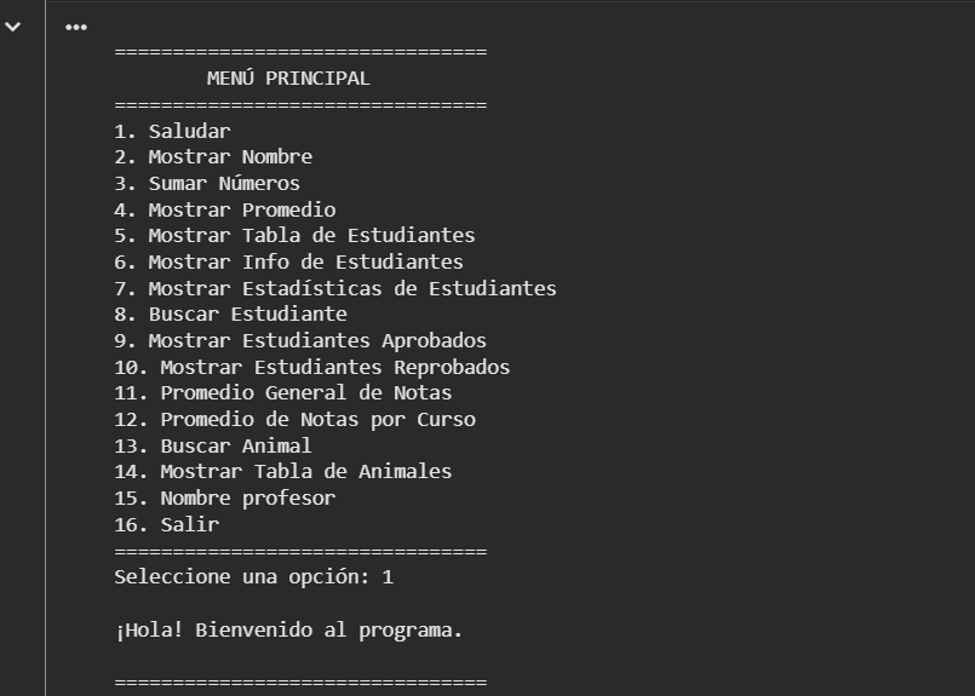 ================================
MENÚ PRINCIPAL
================================
1. Saludar
2. Mostrar Nombre
3. Sumar Números
4. Mostrar Promedio
5. Mostrar Tabla de Estudiantes
6. Mostrar Info de Estudiantes
7. Mostrar Estadísticas de Estudiantes
8. Buscar Estudiante
9. Mostrar Estudiantes Aprobados
10. Mostrar Estudiantes Reprobados
11. Promedio General de Notas
12. Promedio de Notas por Curso
13. Buscar Animal
14. Mostrar Tabla de Animales
15. Nombre profesor
16. Salir
================================
Seleccione una opción: 1
¡Hola! Bienvenido al programa.
================================